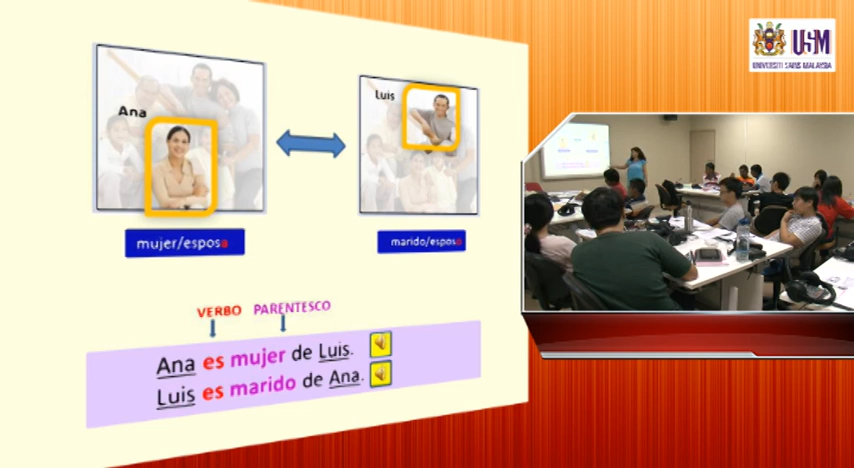 Ana
Luis
mujer/esposa
marido/esposo
VERBO PARENTESCO
Ana es mujer de Luis.
Luis es marido de Ana.
USM
UNIVERSITI SAINS MALAYSIA